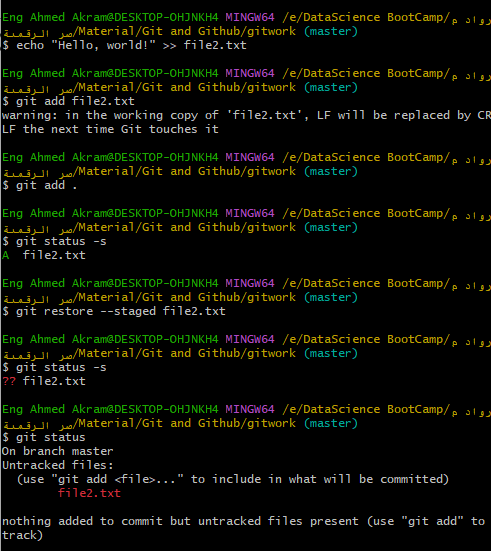 Eng Ahmed Akram@DESKTOP-OHJNKH4 MINGW64 /e/DataScience BootCamp/رواد م
صر الرقمية/Material/Git and Github/gitwork (master)
$ echo "Hello, world!" >> file2.txt
Eng Ahmed Akram@DESKTOP-OHJNKH4 MINGW64 /e/DataScience BootCamp/رواد م
صر الرقمية/Material/Git and Github/gitwork (master)
$ git add file2.txt
warning: in the working copy of 'file2.txt', LF will be replaced by CR
LF the next time Git touches it
Eng Ahmed Akram@DESKTOP-OHJNKH4 MINGW64 /e/DataScience BootCamp/رواد م
صر الرقمية/Material/Git and Github/gitwork (master)
$ git add .
Eng Ahmed Akram@DESKTOP-OHJNKH4 MINGW64 /e/DataScience BootCamp/رواد م
صر الرقمية/Material/Git and Github/gitwork (master)
$ git status -s
A  file2.txt
Eng Ahmed Akram@DESKTOP-OHJNKH4 MINGW64 /e/DataScience BootCamp/رواد م
صر الرقمية/Material/Git and Github/gitwork (master)
$ git restore --staged file2.txt
Eng Ahmed Akram@DESKTOP-OHJNKH4 MINGW64 /e/DataScience BootCamp/رواد م
صر الرقمية/Material/Git and Github/gitwork (master)
$ git status -s
?? file2.txt
Eng Ahmed Akram@DESKTOP-OHJNKH4 MINGW64 /e/DataScience BootCamp/رواد م
صر الرقمية/Material/Git and Github/gitwork (master)
$ git status
On branch master
Untracked files:
  (use "git add <file>..." to include in what will be committed)
        file2.txt
nothing added to commit but untracked files present (use "git add" to
track)